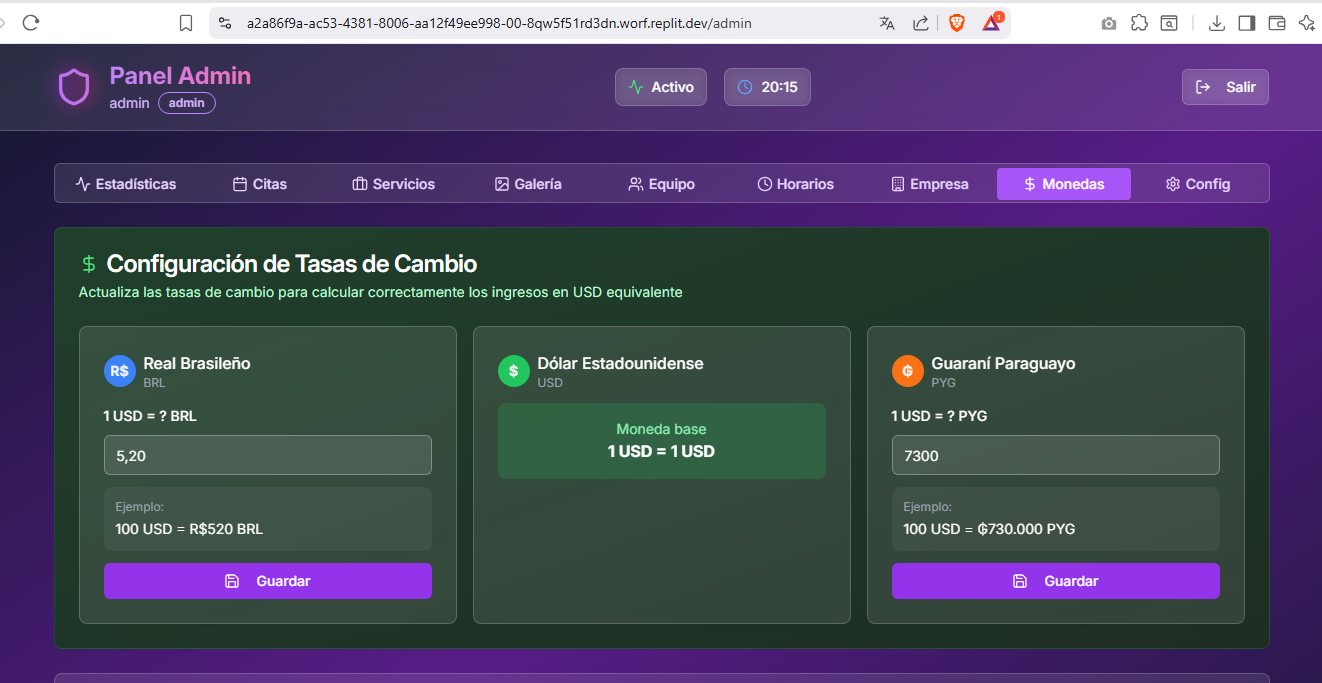 a2a86f9a-ac53-4381-8006-aa12f49ee998-00-8qw5f51rd3dn.worf.replit.dev/admin
1
Panel Admin
admin admin
Activo
20:15
Salir
Estadísticas
Citas
Servicios
Galería
Equipo
Horarios
Empresa
$ Monedas
Config
$ Configuración de Tasas de Cambio
Actualiza las tasas de cambio para calcular correctamente los ingresos en USD equivalente
R$ Real Brasileño
BRL
1 USD = ? BRL
5,20
Ejemplo:
100 USD = R$520 BRL
Guardar
$ Dólar Estadounidense
USD
Moneda base
1 USD = 1 USD
₲ Guaraní Paraguayo
PYG
1 USD = ? PYG
7300
Ejemplo:
100 USD = ₲730.000 PYG
Guardar